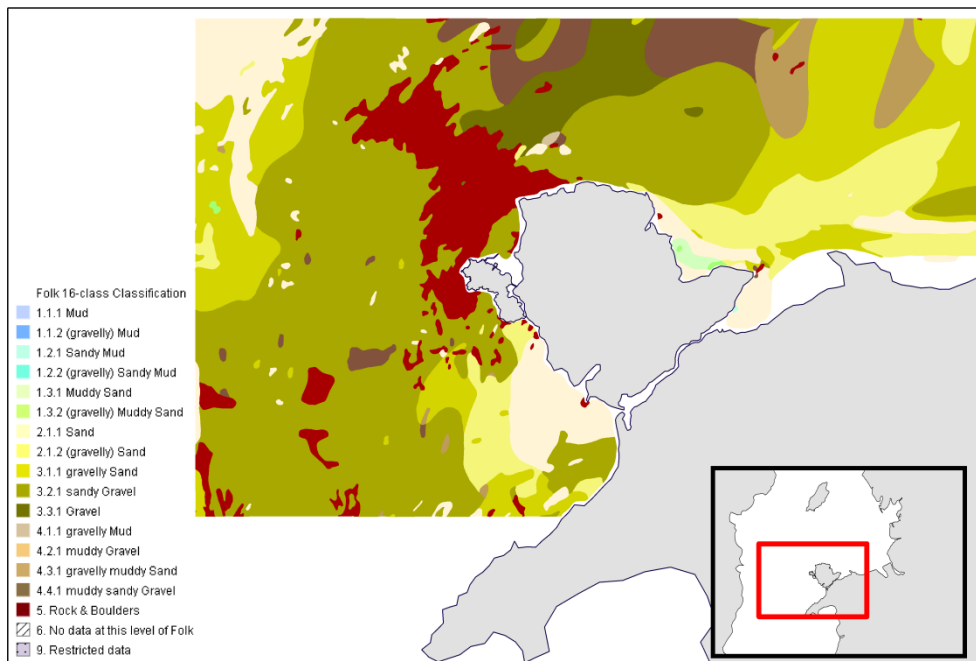 Folk 16-class Classification
1.1.1 Mud
1.1.2 (gravelly) Mud
1.2.1 Sandy Mud
1.2.2 (gravelly) Sandy Mud
1.3.1 Muddy Sand
1.3.2 (gravelly) Muddy Sand
2.1.1 Sand
2.1.2 (gravelly) Sand
3.1.1 gravelly Sand
3.2.1 sandy Gravel
3.3.1 Gravel
4.1.1 gravelly Mud
4.2.1 muddy Gravel
4.3.1 gravelly muddy Sand
4.4.1 muddy sandy Gravel
5. Rock & Boulders
6. No data at this level of Folk
9. Restricted data